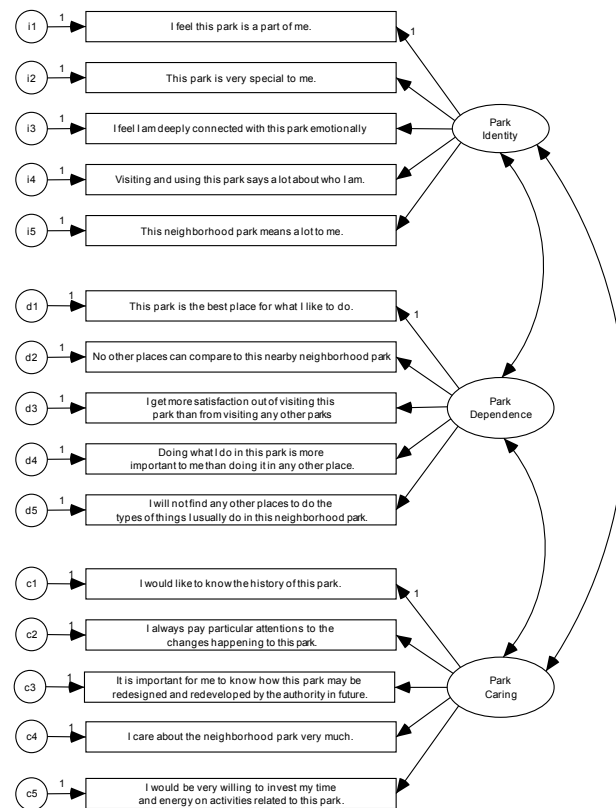 i1
1
I feel this park is a part of me.
1
i2
1
This park is very special to me.
i3
1
I feel I am deeply connected with this park emotionally
Park
Identity
i4
1
Visiting and using this park says a lot about who I am.
i5
1
This neighborhood park means a lot to me.
d1
1
This park is the best place for what I like to do.
1
d2
1
No other places can compare to this nearby neighborhood park
d3
1
I get more satisfaction out of visiting this
park than from visiting any other parks
Park
Dependence
d4
1
Doing what I do in this park is more
important to me than doing it in any other place.
d5
1
I will not find any other places to do the
types of things I usually do in this neighborhood park.
c1
1
I would like to know the history of this park.
1
c2
1
I always pay particular attentions to the
changes happening to this park.
c3
1
It is important for me to know how this park may be
redesigned and redeveloped by the authority in future.
Park
Caring
c4
1
I care about the neighborhood park very much.
c5
1
I would be very willing to invest my time
and energy on activities related to this park.